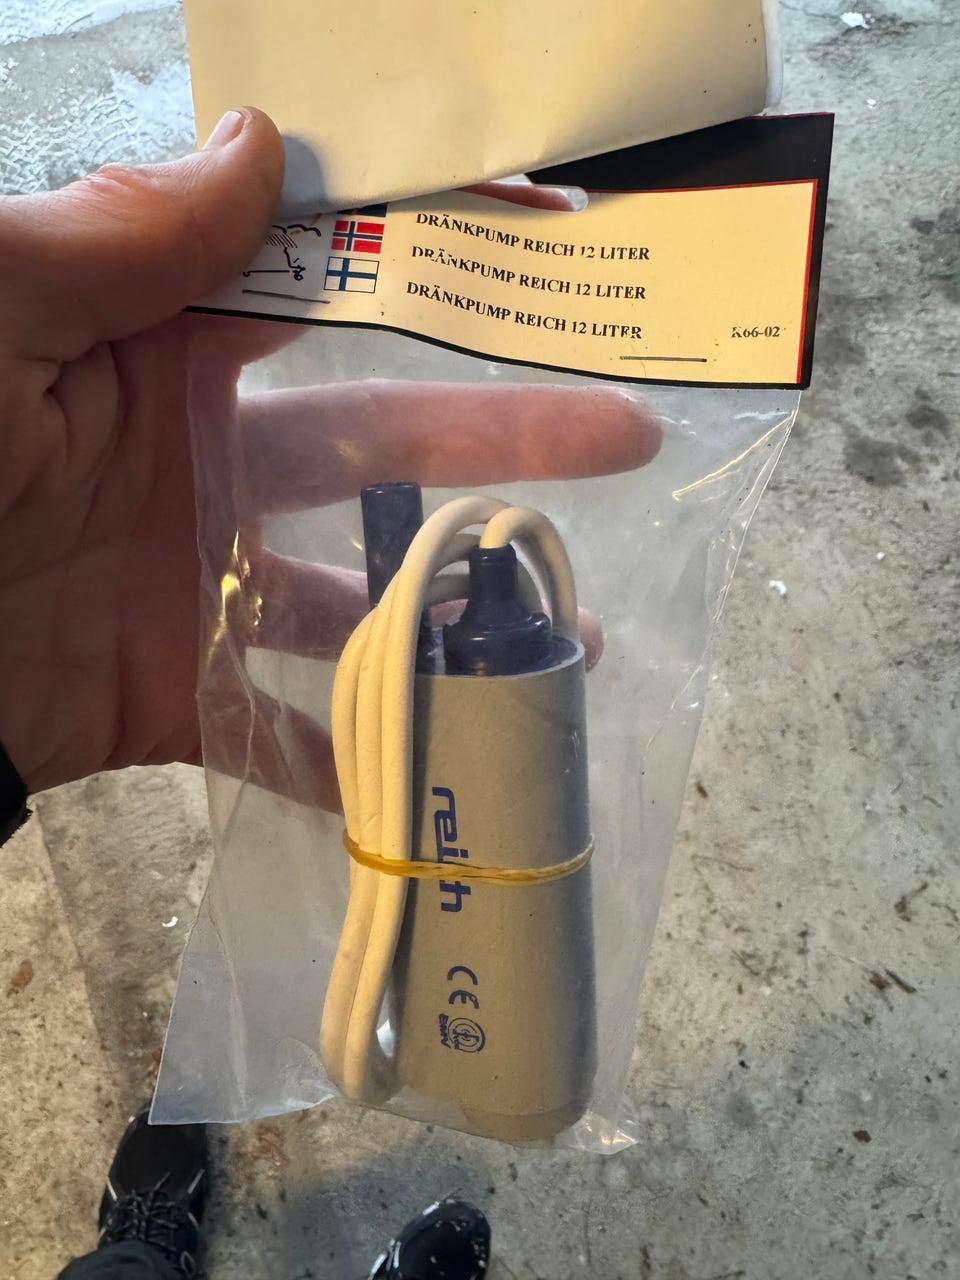 DRÄNKPUMP REICH 12 LITER
DRÄNKPUMP REICH 12 LITER
DRÄNKPUMP REICH 12 LITER
K66-02
reich
CE